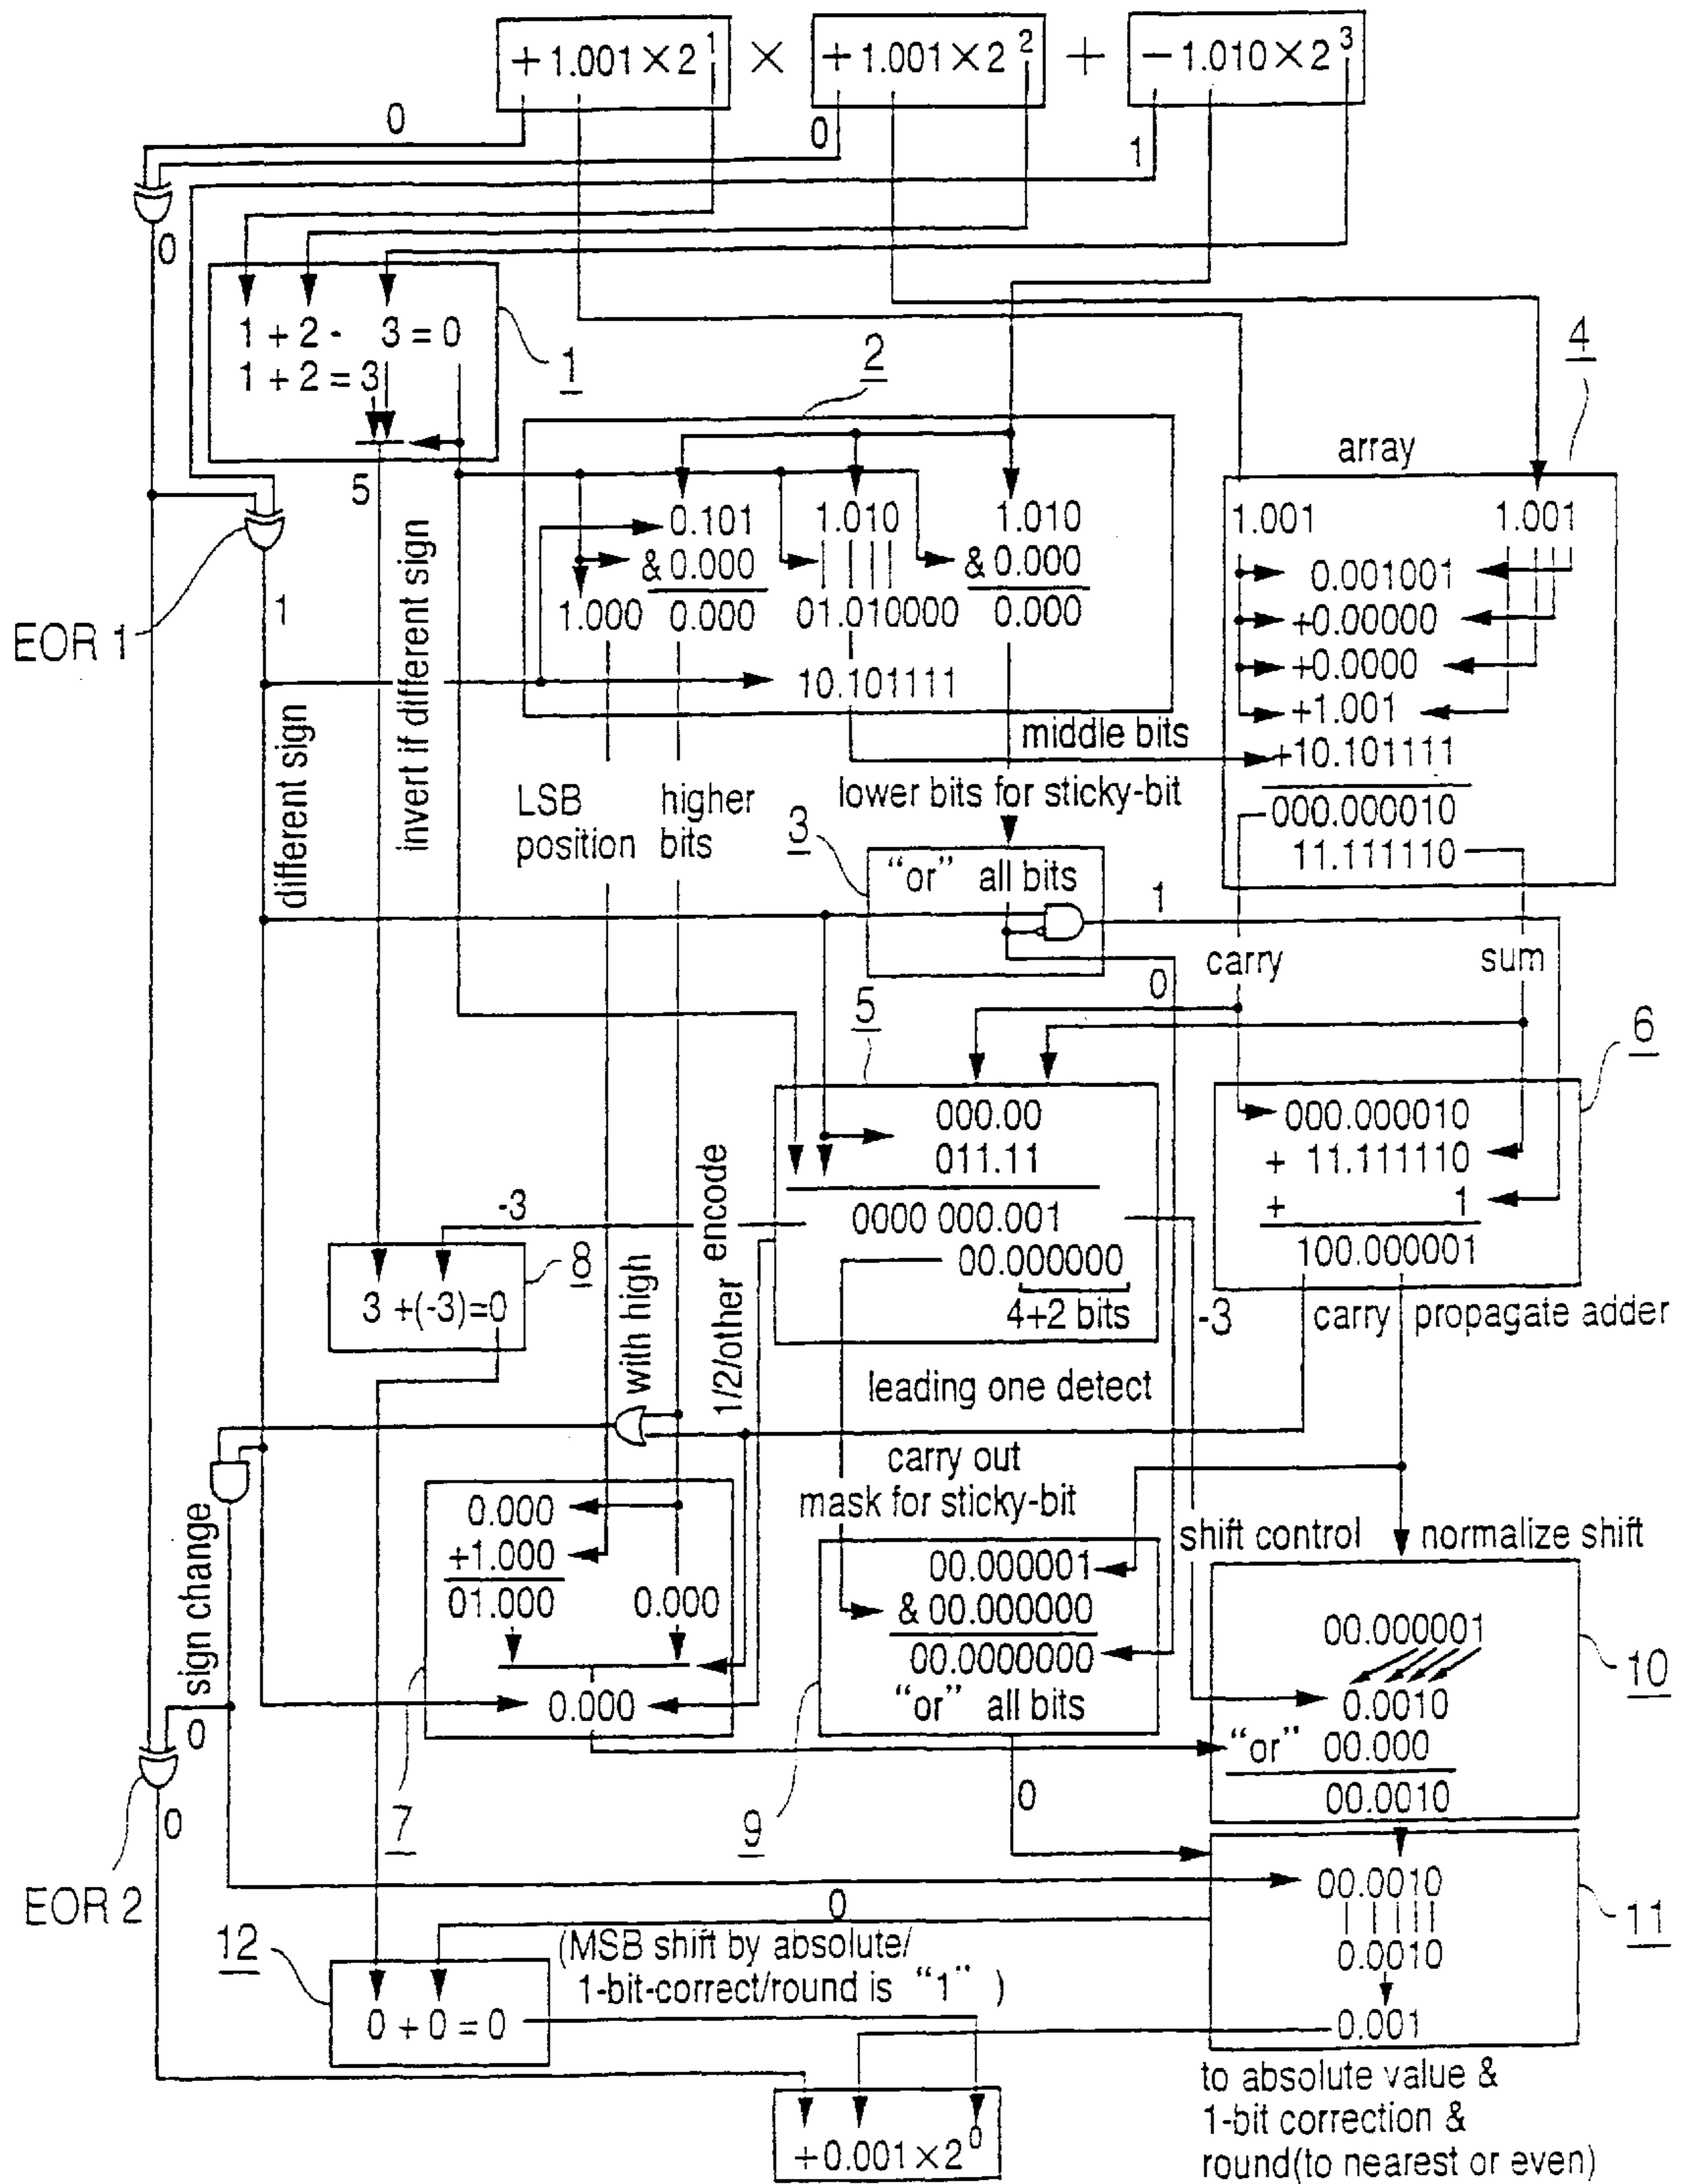 +1.001×2^1 × +1.001×2^2 + -1.010×2^3
0
0
1
0
1 + 2 - 3 = 0
1 + 2 = 3
1
2
4
array
5
0.101
& 0.000
0.000
1.000
1.010
01.010000
10.101111
1.010
& 0.000
0.000
1.001
1.001
0.001001
+0.00000
+0.0000
+1.001
+10.101111
000.000010
11.111110
EOR 1
1
different sign
invert if different sign
LSB position
higher bits
middle bits
lower bits for sticky-bit
3
"or" all bits
1
0
carry
sum
5
6
000.00
011.11
0000 000.001
00.000000
4+2 bits
000.000010
+ 11.111110
+ 1
100.000001
-3
encode
-3
8
3 +(-3)=0
with high
1/2/other
carry propagate adder
leading one detect
carry out
mask for sticky-bit
shift control
normalize shift
sign change
0.000
+1.000
01.000
0.000
0.000
00.000001
& 00.000000
00.0000000
"or" all bits
00.000001
0.0010
"or" 00.000
00.0010
10
0
0
7
9
0
EOR 2
00.0010
0.0010
0.001
11
0
(MSB shift by absolute/
1-bit-correct/round is "1" )
12
0 + 0 = 0
+0.001×2^0
to absolute value &
1-bit correction &
round(to nearest or even)